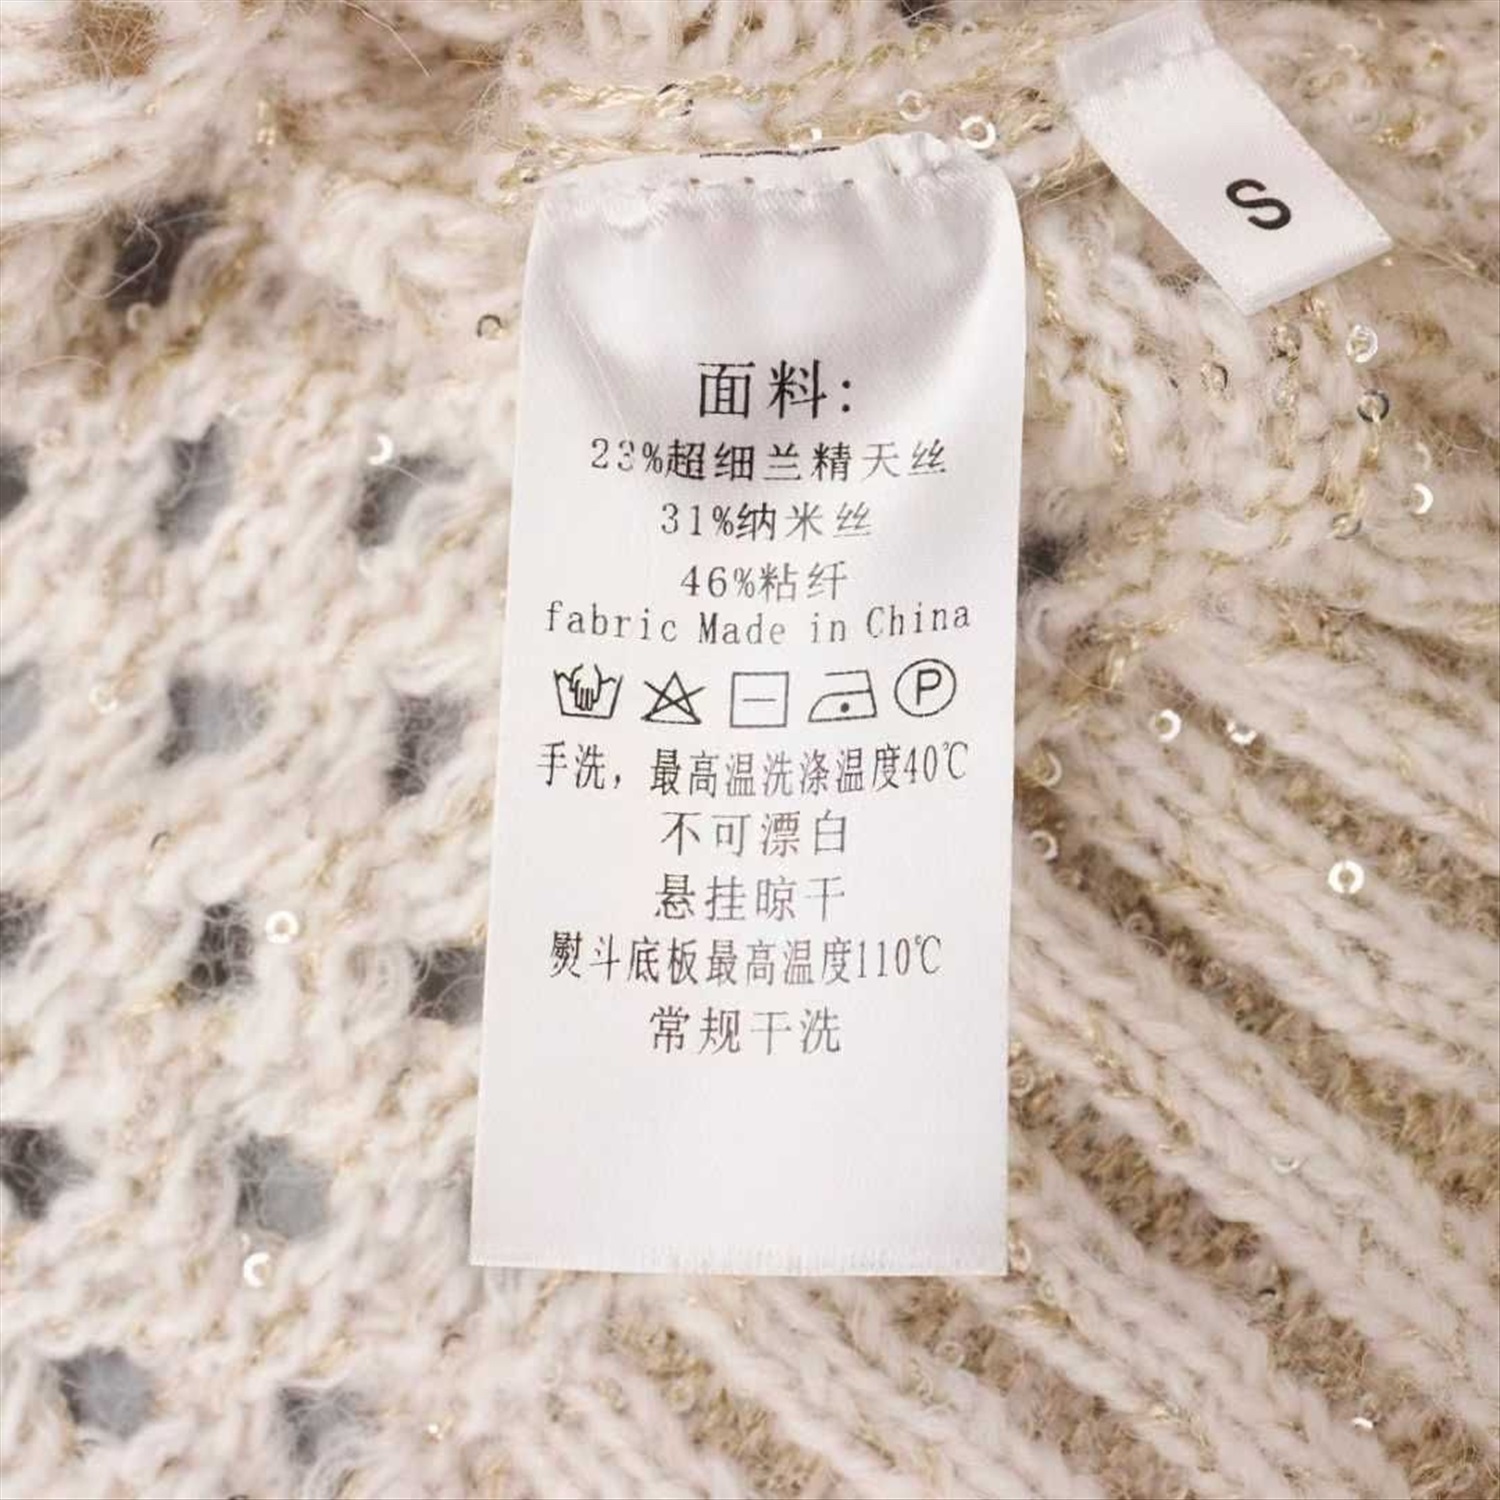 S
面料:
23%超细兰精天丝
31%纳米丝
46%粘纤
fabric Made in China
P
手洗，最高温洗涤温度40℃
不可漂白
悬挂晾干
熨斗底板最高温度110℃
常规干洗